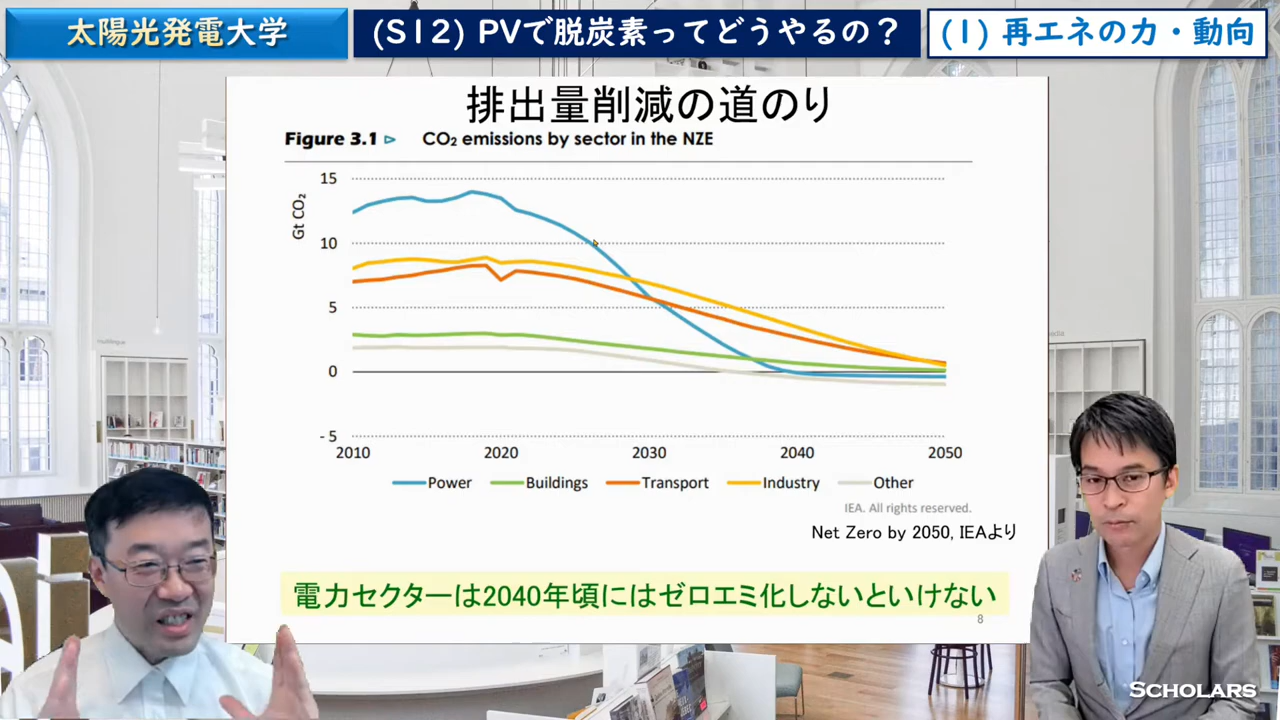 太陽光発電大学
(S12) PVで脱炭素ってどうやるの？
(1) 再エネの力・動向
排出量削減の道のり
Figure 3.1 ▷ CO₂ emissions by sector in the NZE
Gt CO₂
15
10
5
0
- 5
2010 2020 2030 2040 2050
Power Buildings Transport Industry Other
IEA. All rights reserved.
Net Zero by 2050, IEAより
電力セクターは2040年頃にはゼロエミ化しないといけない
8
SCHOLARS